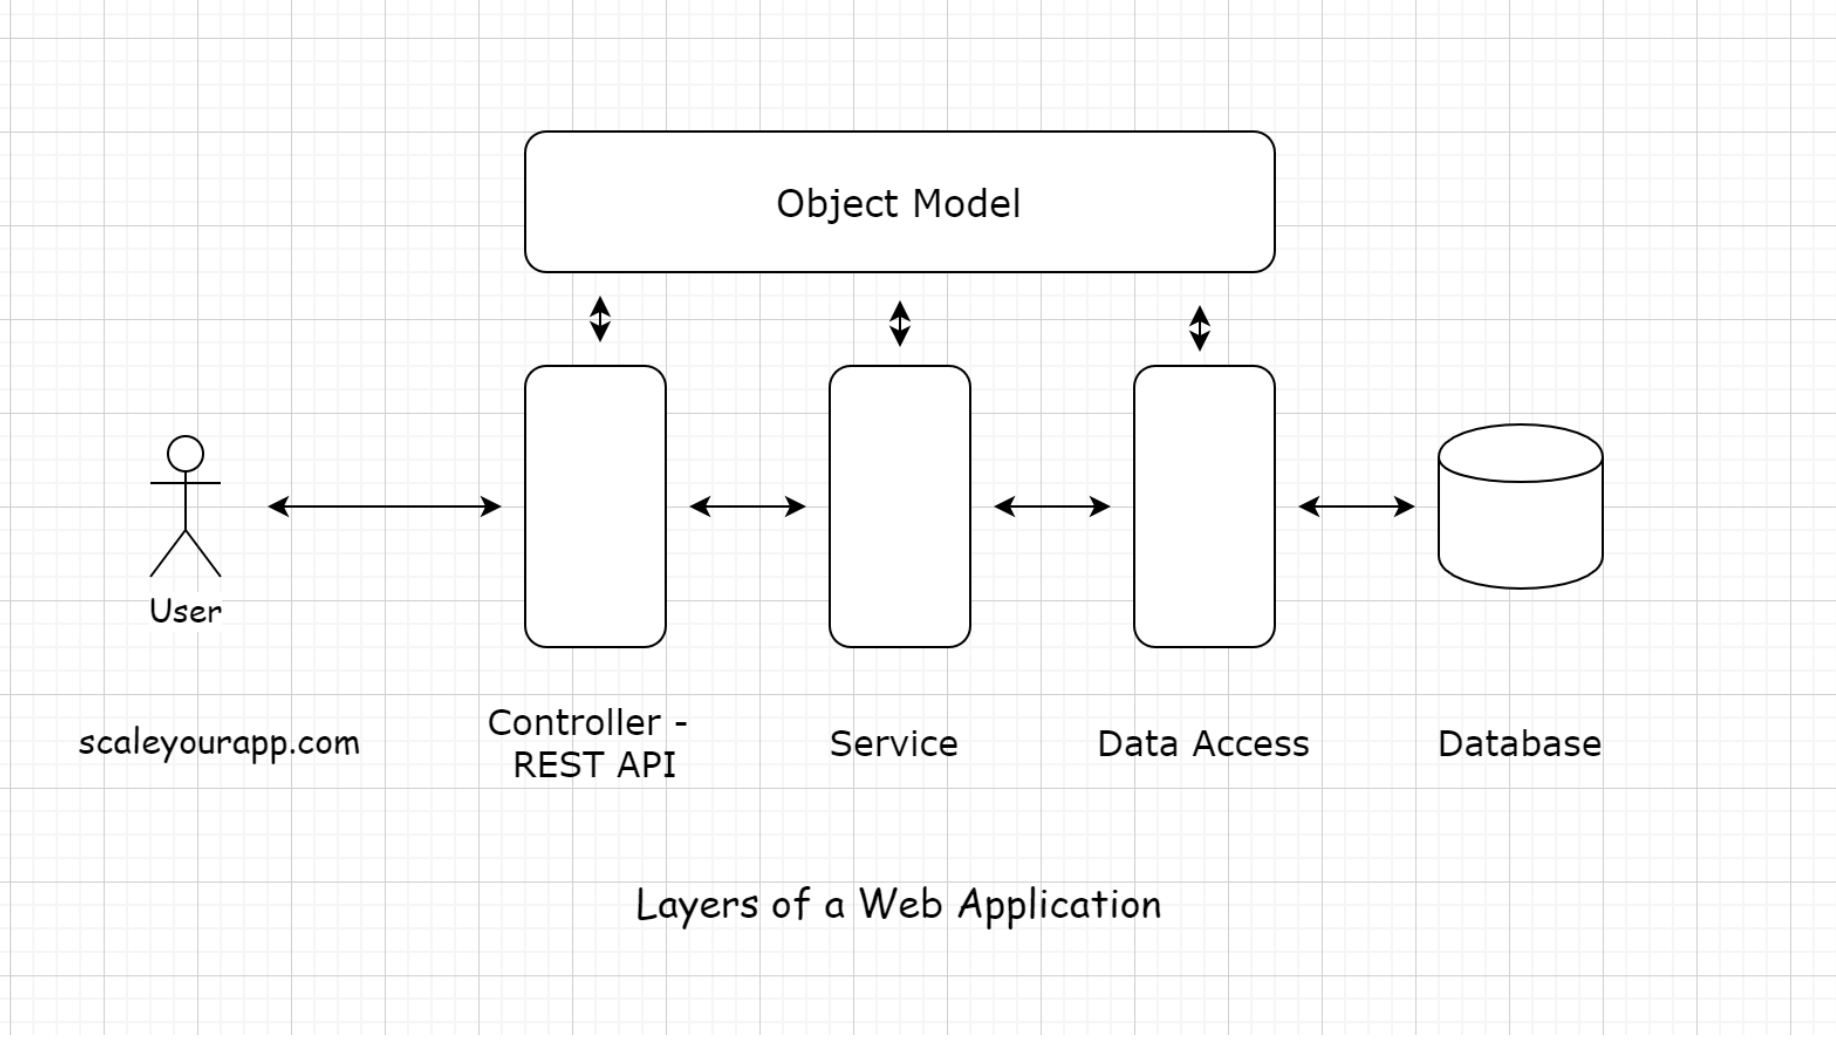 Object Model
User
scaleyourapp.com
Controller -
REST API
Service
Data Access
Database
Layers of a Web Application